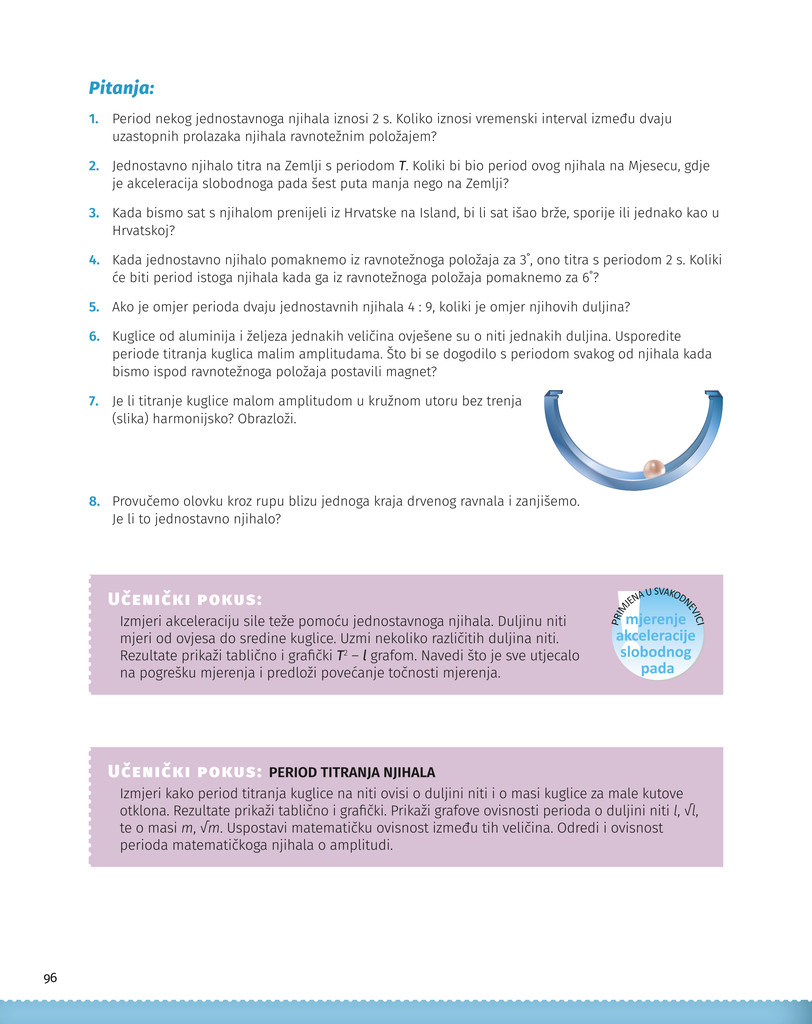 Pitanja:
1. Period nekog jednostavnoga njihala iznosi 2 s. Koliko iznosi vremenski interval između dvaju
uzastopnih prolazaka njihala ravnotežnim položajem?
2. Jednostavno njihalo titra na Zemlji s periodom T. Koliki bi bio period ovog njihala na Mjesecu, gdje
je akceleracija slobodnoga pada šest puta manja nego na Zemlji?
3. Kada bismo sat s njihalom prenijeli iz Hrvatske na Island, bi li sat išao brže, sporije ili jednako kao u
Hrvatskoj?
4. Kada jednostavno njihalo pomaknemo iz ravnotežnoga položaja za 3°, ono titra s periodom 2 s. Koliki
će biti period istoga njihala kada ga iz ravnotežnoga položaja pomaknemo za 6°?
5. Ako je omjer perioda dvaju jednostavnih njihala 4 : 9, koliki je omjer njihovih duljina?
6. Kuglice od aluminija i željeza jednakih veličina ovješene su o niti jednakih duljina. Usporedite
periode titranja kuglica malim amplitudama. Što bi se dogodilo s periodom svakog od njihala kada
bismo ispod ravnotežnoga položaja postavili magnet?
7. Je li titranje kuglice malom amplitudom u kružnom utoru bez trenja
(slika) harmonijsko? Obrazloži.
8. Provučemo olovku kroz rupu blizu jednoga kraja drvenog ravnala i zanjišemo.
Je li to jednostavno njihalo?
UČENIČKI POKUS:
Izmjeri akceleraciju sile teže pomoću jednostavnoga njihala. Duljinu niti
mjeri od ovjesa do sredine kuglice. Uzmi nekoliko različitih duljina niti.
Rezultate prikaži tablično i grafički T² – l grafom. Navedi što je sve utjecalo
na pogrešku mjerenja i predloži povećanje točnosti mjerenja.
PRIMJENA U SVAKODNEVICI
mjerenje
akceleracije
slobodnog
pada
UČENIČKI POKUS: PERIOD TITRANJA NJIHALA
Izmjeri kako period titranja kuglice na niti ovisi o duljini niti i o masi kuglice za male kutove
otklona. Rezultate prikaži tablično i grafički. Prikaži grafove ovisnosti perioda o duljini niti l, √l,
te o masi m, √m. Uspostavi matematičku ovisnost između tih veličina. Odredi i ovisnost
perioda matematičkoga njihala o amplitudi.
96